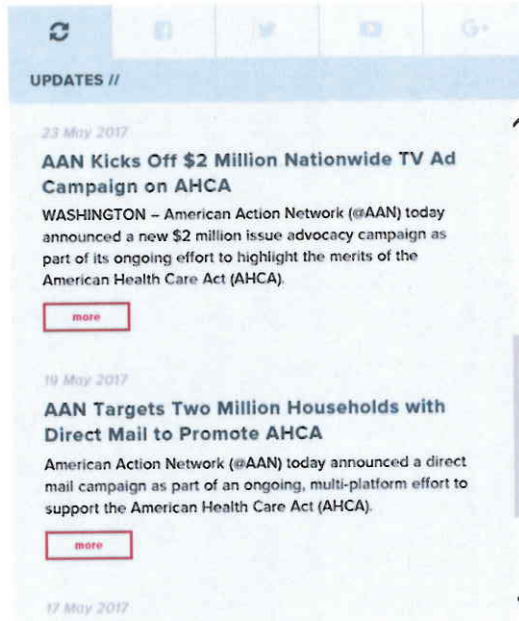 UPDATES //
23 May 2017
AAN Kicks Off $2 Million Nationwide TV Ad
Campaign on AHCA
WASHINGTON – American Action Network (@AAN) today
announced a new $2 million issue advocacy campaign as
part of its ongoing effort to highlight the merits of the
American Health Care Act (AHCA).
more
19 May 2017
AAN Targets Two Million Households with
Direct Mail to Promote AHCA
American Action Network (@AAN) today announced a direct
mail campaign as part of an ongoing, multi-platform effort to
support the American Health Care Act (AHCA).
more
17 May 2017